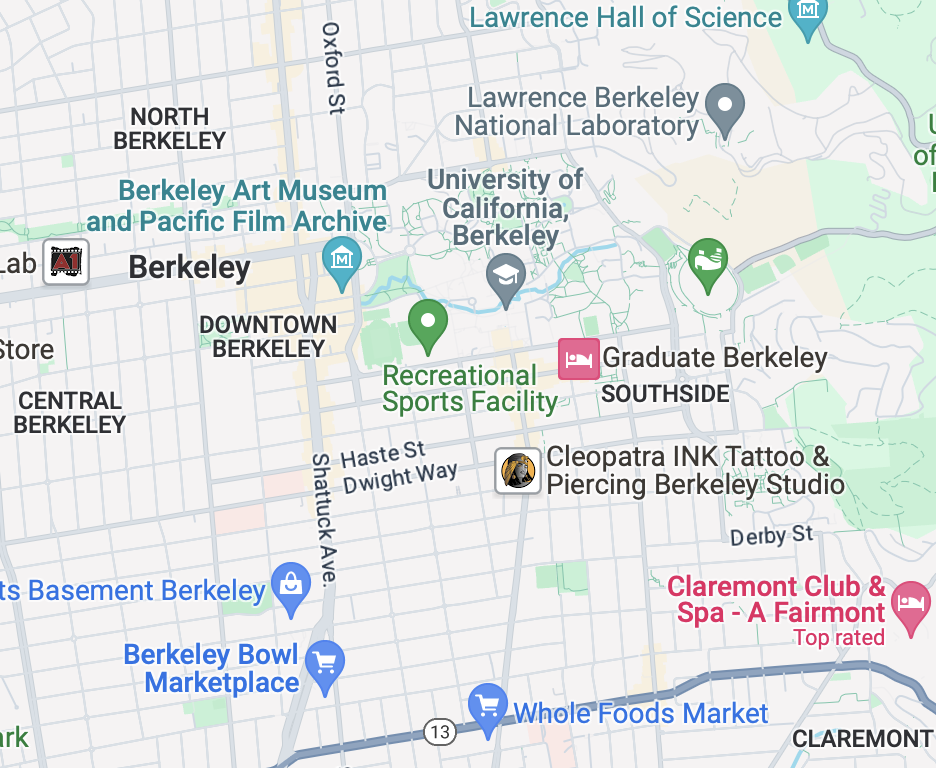 Lawrence Hall of Science
Oxford St
Lawrence Berkeley
National Laboratory
NORTH
BERKELEY
of
University of
California,
Berkeley
Berkeley Art Museum
and Pacific Film Archive
Lab
A1
Berkeley
M
DOWNTOWN
BERKELEY
Store
Graduate Berkeley
Recreational
Sports Facility
SOUTHSIDE
CENTRAL
BERKELEY
Haste St
Dwight Way
Shattuck Ave.
Cleopatra INK Tattoo &
Piercing Berkeley Studio
Derby St
ts Basement Berkeley
Claremont Club &
Spa - A Fairmont
Top rated
Berkeley Bowl
Marketplace
Whole Foods Market
13
ark
CLAREMONT